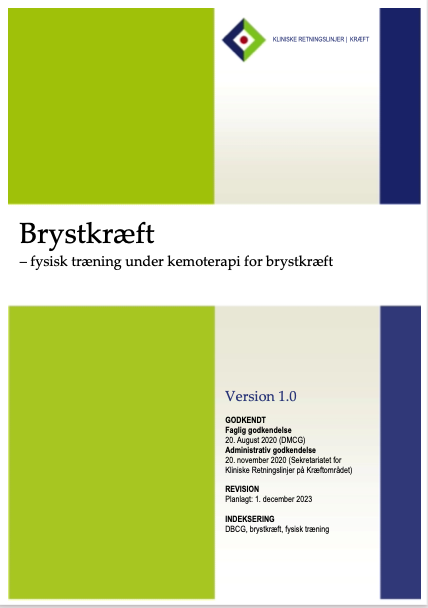 KLINISKE RETNINGSLINJER | KRÆFT
Brystkræft
– fysisk træning under kemoterapi for brystkræft
Version 1.0
GODKENDT
Faglig godkendelse
20. August 2020 (DMCG)
Administrativ godkendelse
20. november 2020 (Sekretariatet for
Kliniske Retningslinjer på Kræftområdet)
REVISION
Planlagt: 1. december 2023
INDEKSERING
DBCG, brystkræft, fysisk træning